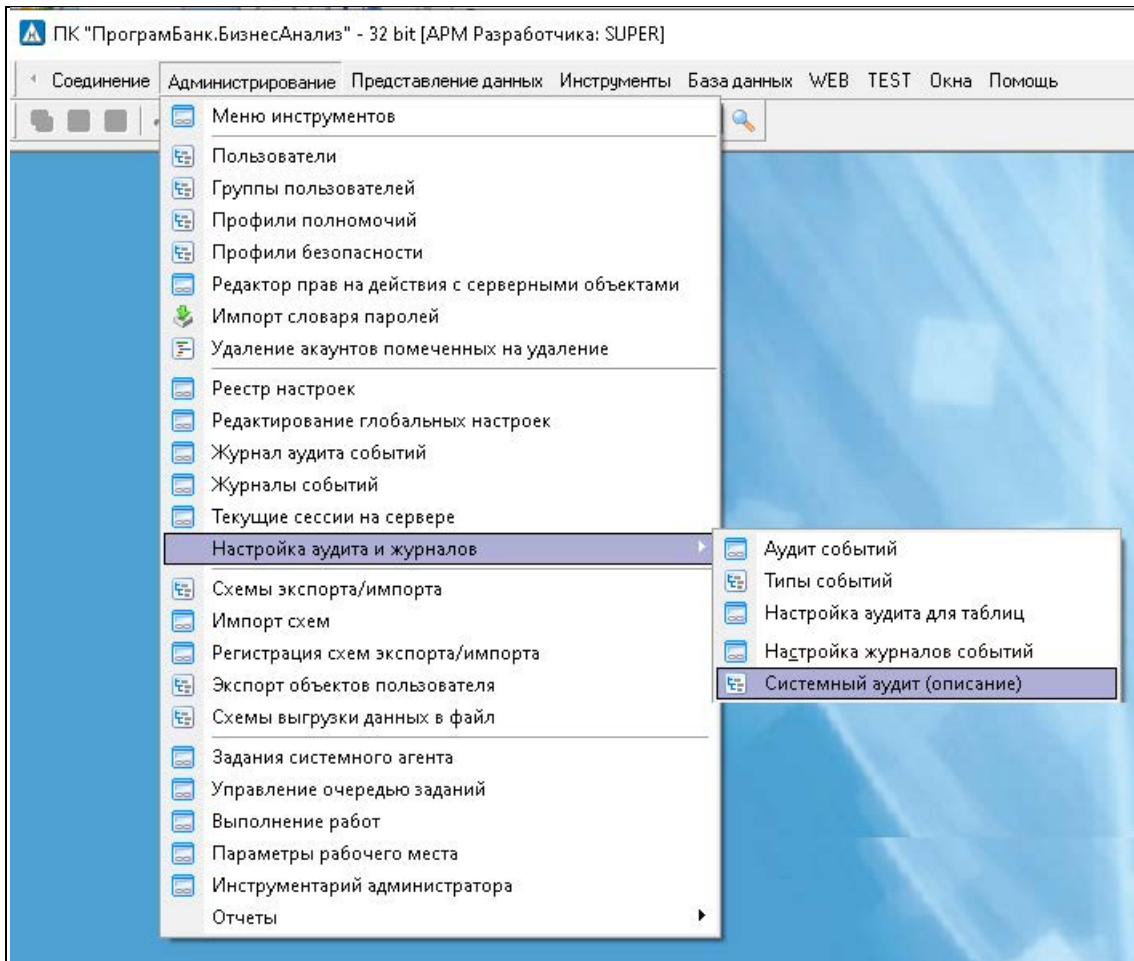 ПК "ПрограмБанк.БизнесАнализ" - 32 bit [АРМ Разработчика: SUPER]
Соединение Администрирование Представление данных Инструменты База данных WEB TEST Окна Помощь
Меню инструментов
Пользователи
Группы пользователей
Профили полномочий
Профили безопасности
Редактор прав на действия с серверными объектами
Импорт словаря паролей
Удаление акаунтов помеченных на удаление
Реестр настроек
Редактирование глобальных настроек
Журнал аудита событий
Журналы событий
Текущие сессии на сервере
Настройка аудита и журналов
Аудит событий
Типы событий
Настройка аудита для таблиц
Настройка журналов событий
Системный аудит (описание)
Схемы экспорта/импорта
Импорт схем
Регистрация схем экспорта/импорта
Экспорт объектов пользователя
Схемы выгрузки данных в файл
Задания системного агента
Управление очередью заданий
Выполнение работ
Параметры рабочего места
Инструментарий администратора
Отчеты